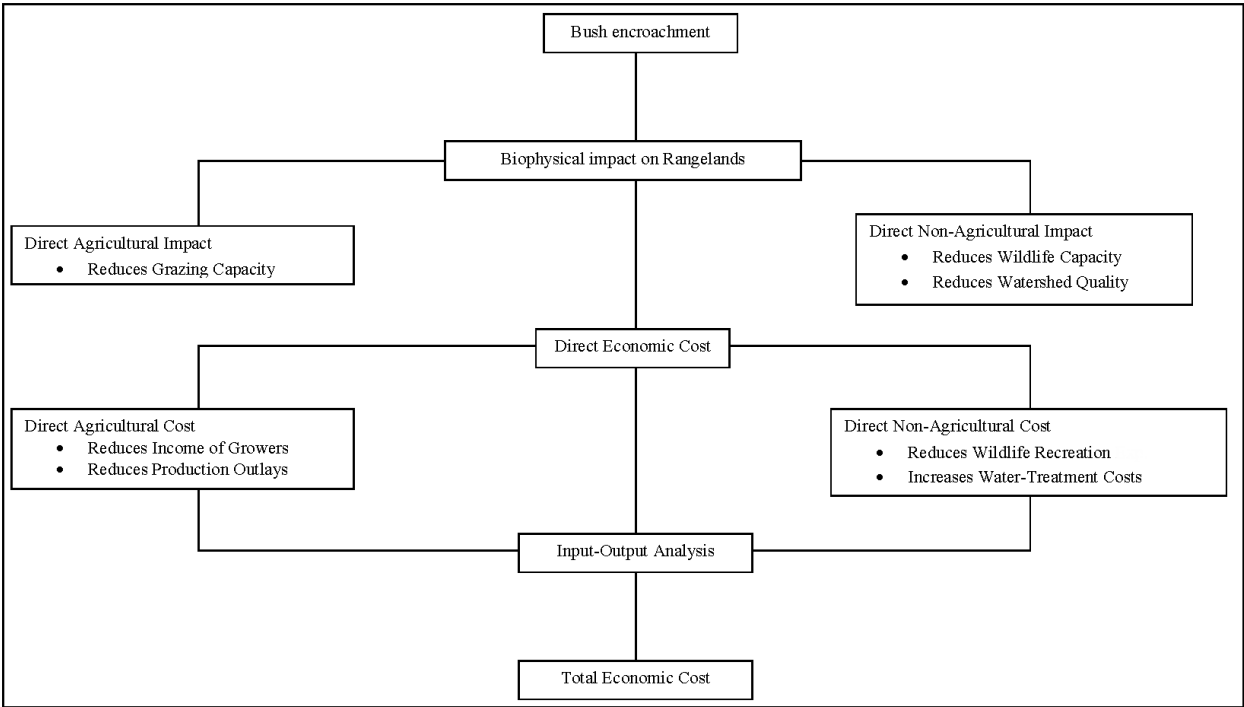 Bush encroachment
Biophysical impact on Rangelands
Direct Agricultural Impact
• Reduces Grazing Capacity
Direct Non-Agricultural Impact
• Reduces Wildlife Capacity
• Reduces Watershed Quality
Direct Economic Cost
Direct Agricultural Cost
• Reduces Income of Growers
• Reduces Production Outlays
Direct Non-Agricultural Cost
• Reduces Wildlife Recreation
• Increases Water-Treatment Costs
Input-Output Analysis
Total Economic Cost